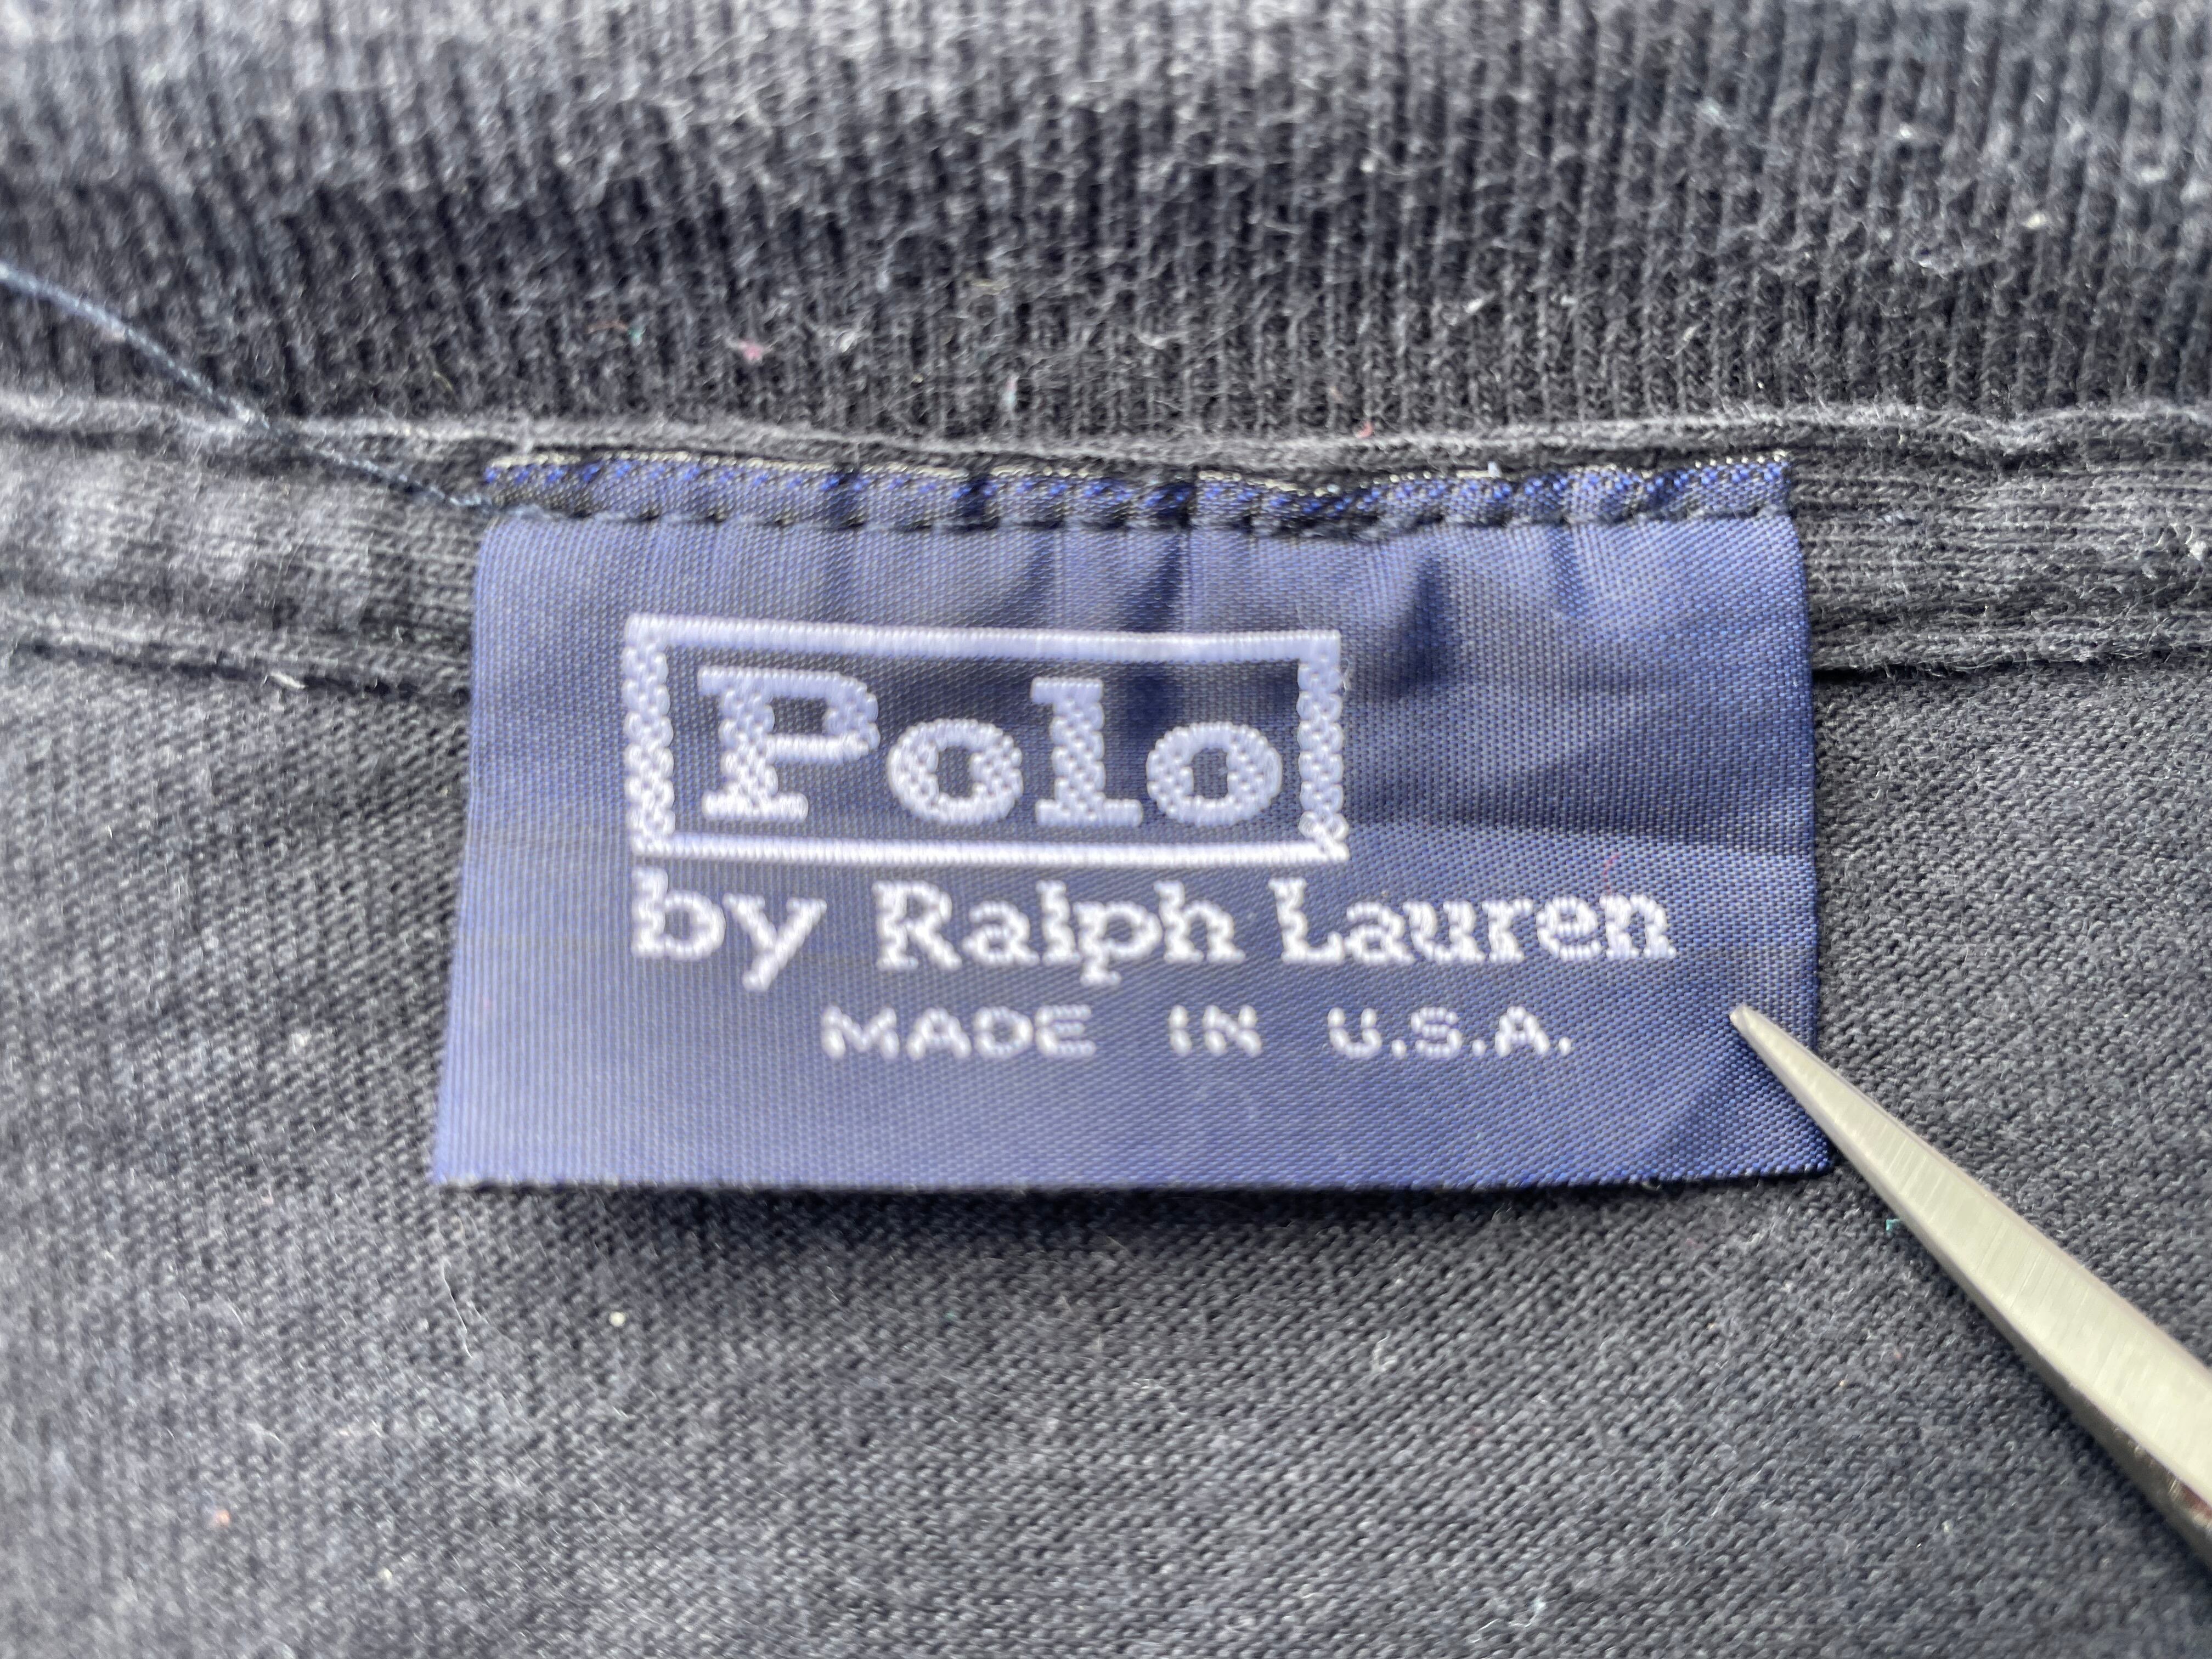 Polo
by Ralph Lauren
MADE IN U.S.A.